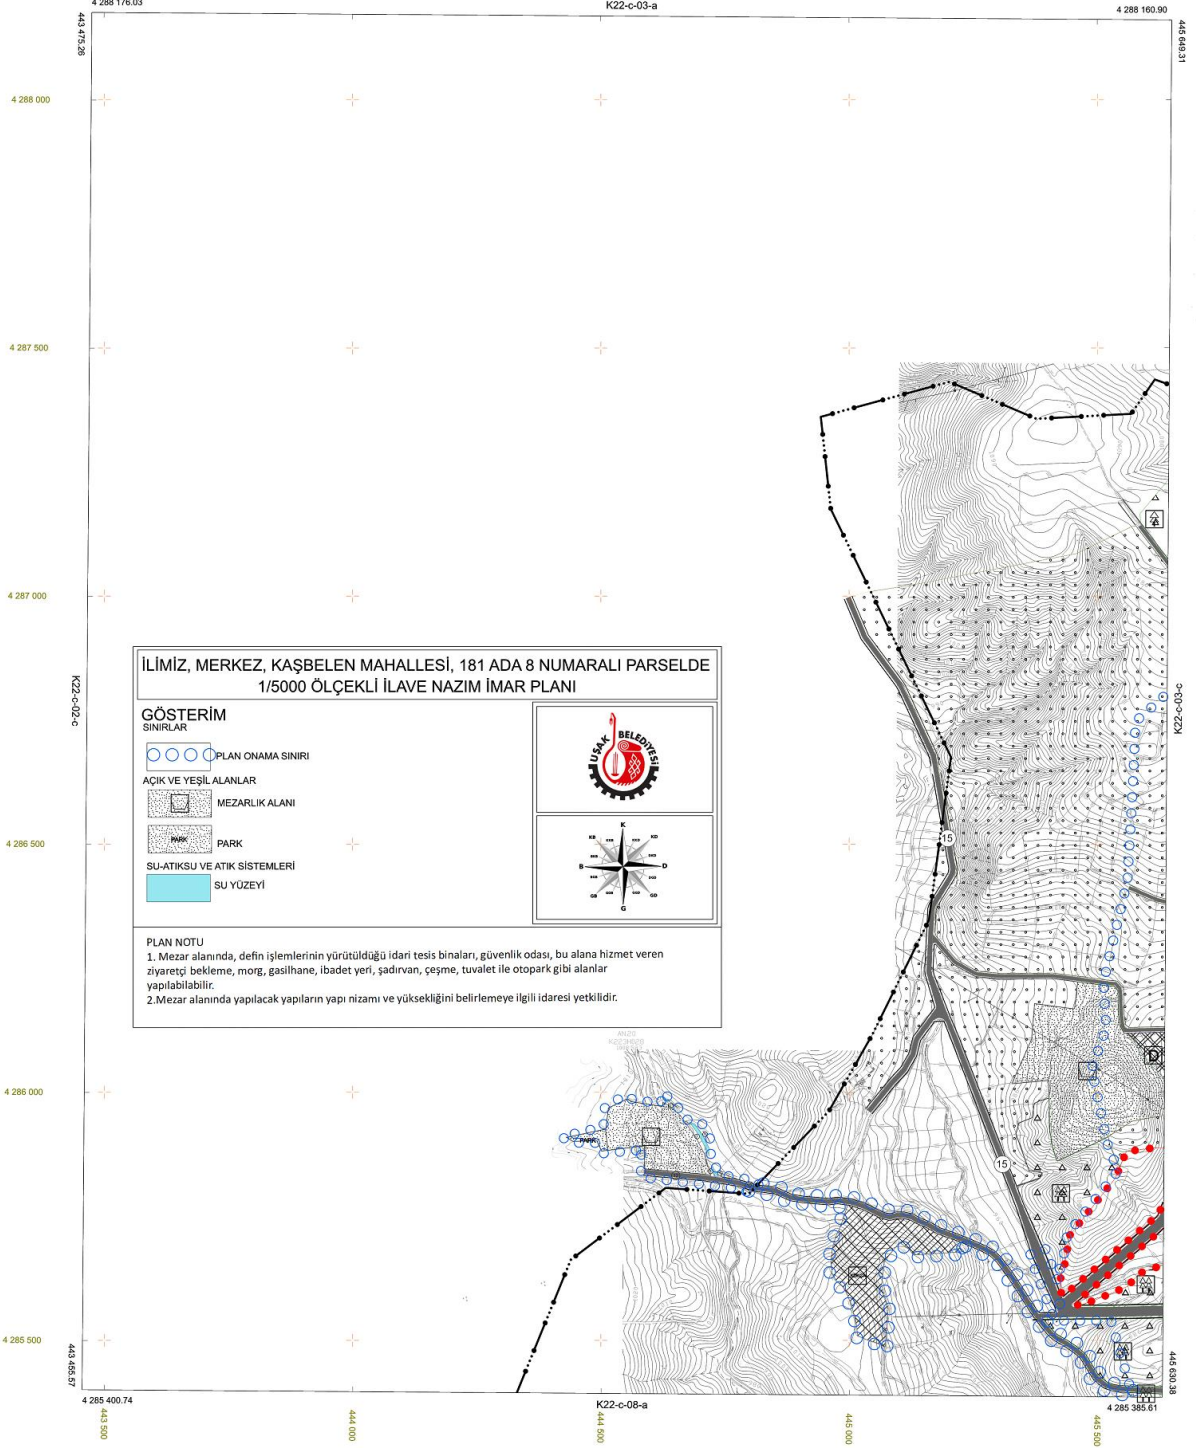 4 288 176.03
K22-c-03-a
4 288 160.90
443 475.26
445 649.31
4 288 000
4 287 500
4 287 000
İLİMİZ, MERKEZ, KAŞBELEN MAHALLESİ, 181 ADA 8 NUMARALI PARSELDE
1/5000 ÖLÇEKLİ İLAVE NAZIM İMAR PLANI
K22-c-02-c
K22-c-03-c
GÖSTERİM
SINIRLAR
PLAN ONAMA SINIRI
AÇIK VE YEŞİL ALANLAR
MEZARLIK ALANI
PARK
PARK
SU-ATIKSU VE ATIK SİSTEMLERİ
SU YÜZEYİ
UŞAK BELEDİYESİ
K
KB
KD
B
D
GB
GD
G
4 286 500
15
PLAN NOTU
1. Mezar alanında, defin işlemlerinin yürütüldüğü idari tesis binaları, güvenlik odası, bu alana hizmet veren
ziyaretçi bekleme, morg, gasilhane, ibadet yeri, şadırvan, çeşme, tuvalet ile otopark gibi alanlar
yapılabilabilir.
2.Mezar alanında yapılacak yapıların yapı nizamı ve yüksekliğini belirlemeye ilgili idaresi yetkilidir.
D
4 286 000
PARK
15
4 285 500
443 455.57
445 630.38
4 285 400.74
K22-c-08-a
4 285 385.61
443 500
444 000
444 500
445 000
445 500